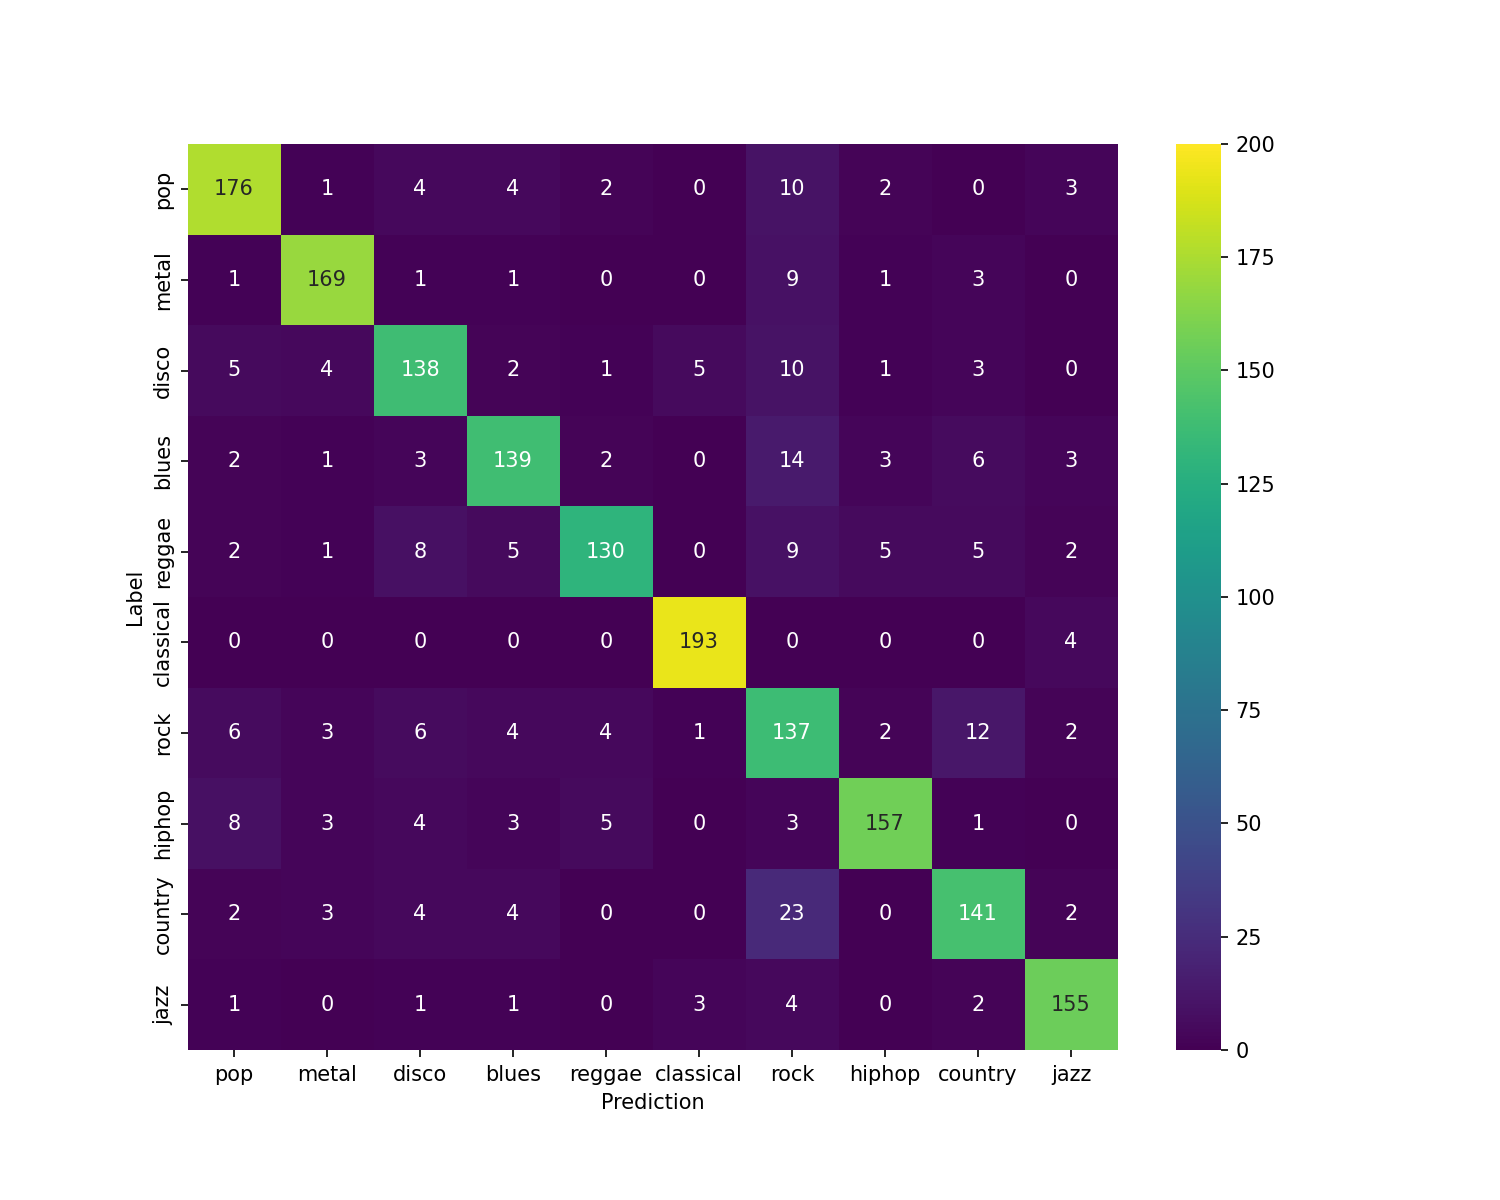 pop 176 1 4 4 2 0 10 2 0 3
metal 1 169 1 1 0 0 9 1 3 0
disco 5 4 138 2 1 5 10 1 3 0
blues 2 1 3 139 2 0 14 3 6 3
reggae 2 1 8 5 130 0 9 5 5 2
classical 0 0 0 0 0 193 0 0 0 4
rock 6 3 6 4 4 1 137 2 12 2
hiphop 8 3 4 3 5 0 3 157 1 0
country 2 3 4 4 0 0 23 0 141 2
jazz 1 0 1 1 0 3 4 0 2 155
Label
pop metal disco blues reggae classical rock hiphop country jazz
Prediction
200
175
150
125
100
75
50
25
0